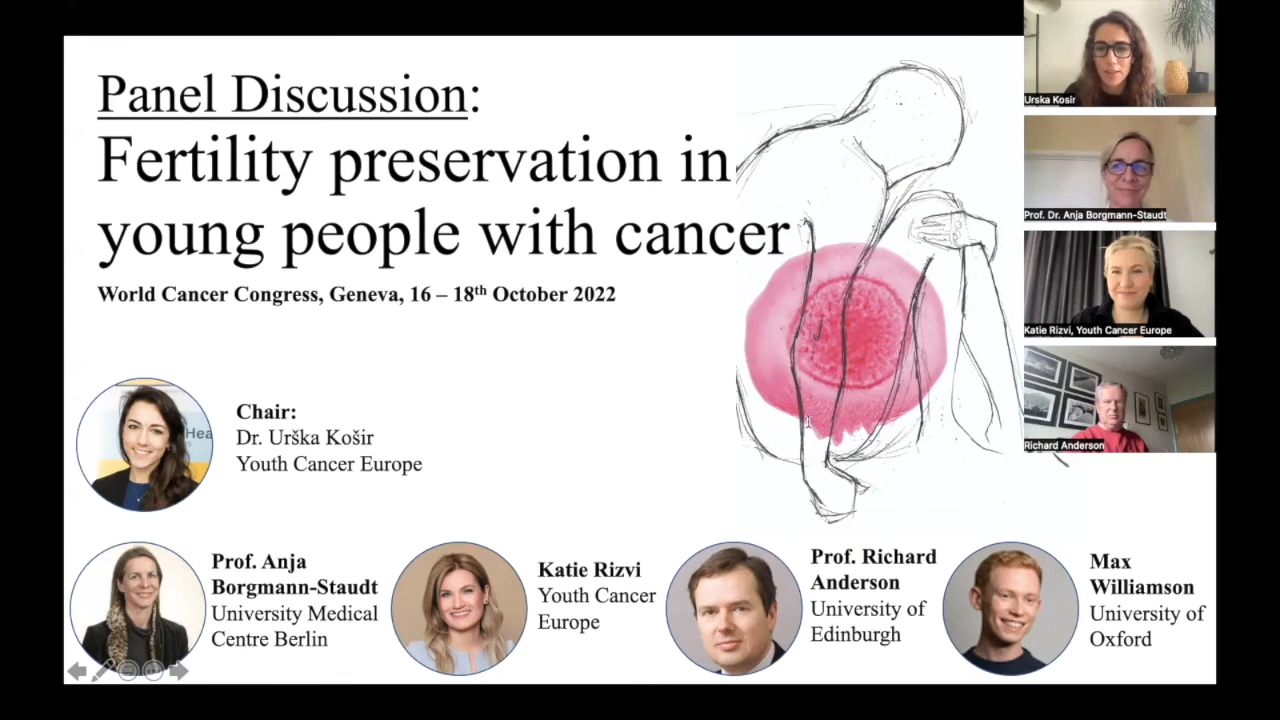 Panel Discussion:
Fertility preservation in
young people with cancer
World Cancer Congress, Geneva, 16 – 18th October 2022
Chair:
Dr. Urška Košir
Youth Cancer Europe
Prof. Anja
Borgmann-Staudt
University Medical
Centre Berlin
Katie Rizvi
Youth Cancer
Europe
Prof. Richard
Anderson
University of
Edinburgh
Max
Williamson
University of
Oxford
Urska Kosir
Prof. Dr. Anja Borgmann-Staudt
Katie Rizvi, Youth Cancer Europe
Richard Anderson
Hea